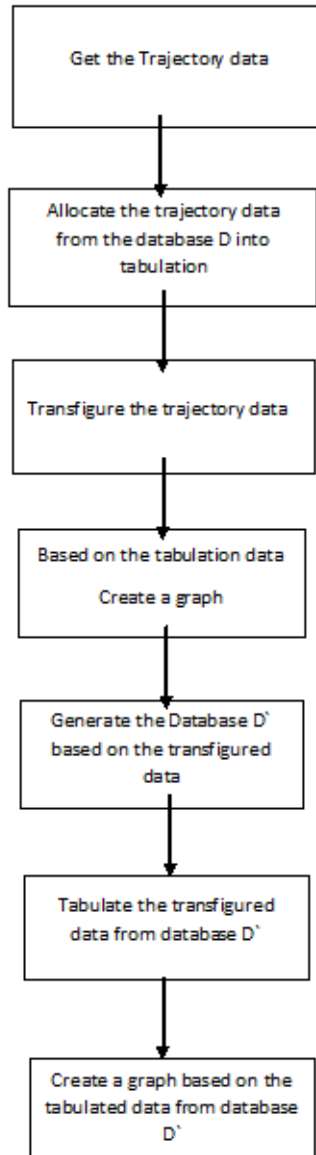 Get the Trajectory data
Allocate the trajectory data
from the database D into
tabulation
Transfigure the trajectory data
Based on the tabulation data
Create a graph
Generate the Database D`
based on the transfigured
data
Tabulate the transfigured
data from database D`
Create a graph based on the
tabulated data from database
D`